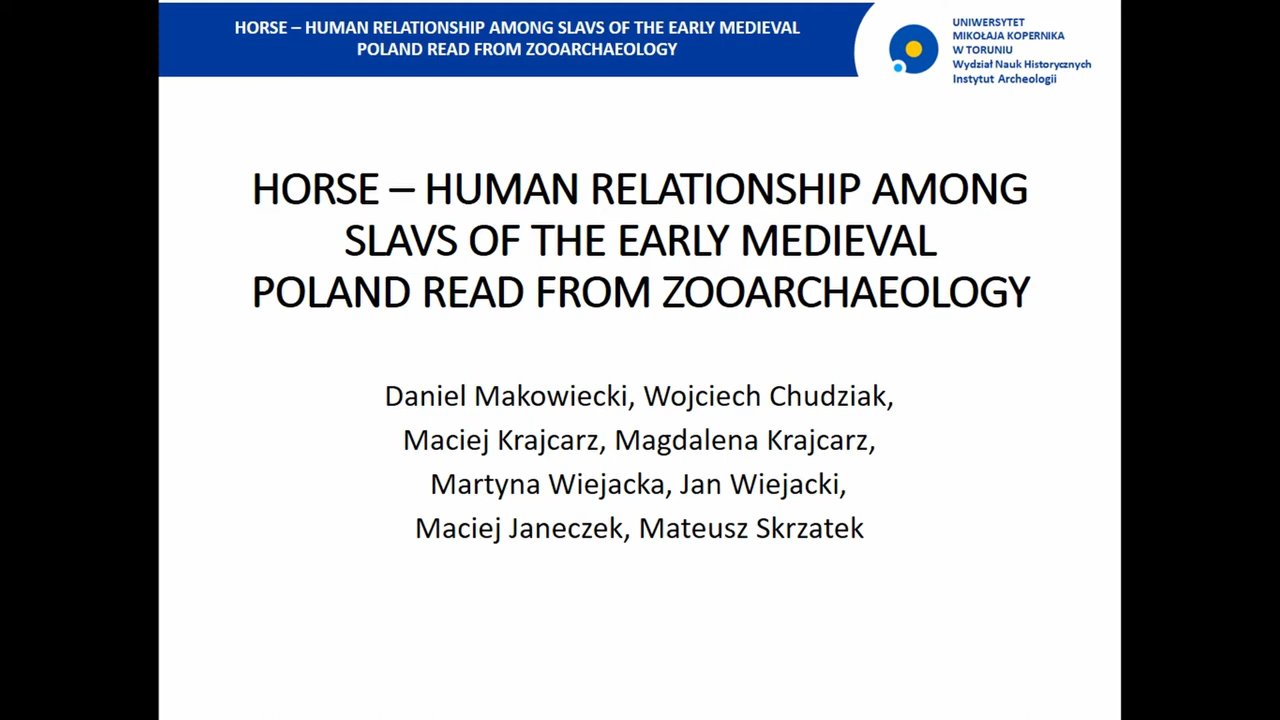 HORSE – HUMAN RELATIONSHIP AMONG SLAVS OF THE EARLY MEDIEVAL
POLAND READ FROM ZOOARCHAEOLOGY
UNIWERSYTET
MIKOŁAJA KOPERNIKA
W TORUNIU
Wydział Nauk Historycznych
Instytut Archeologii
HORSE – HUMAN RELATIONSHIP AMONG
SLAVS OF THE EARLY MEDIEVAL
POLAND READ FROM ZOOARCHAEOLOGY
Daniel Makowiecki, Wojciech Chudziak,
Maciej Krajcarz, Magdalena Krajcarz,
Martyna Wiejacka, Jan Wiejacki,
Maciej Janeczek, Mateusz Skrzatek